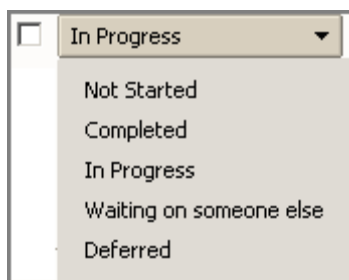 In Progress
Not Started
Completed
In Progress
Waiting on someone else
Deferred